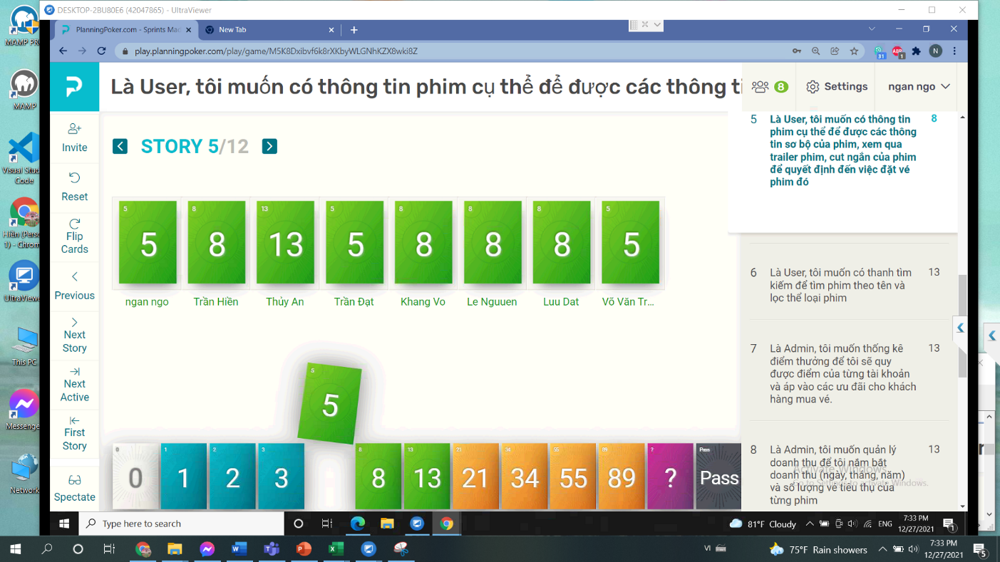 DESKTOP-2BU80E6 (42047865) - UltraViewer
PlanningPoker.com - Sprints Mac
New Tab
play.planningpoker.com/play/game/M5K8Dxibvf6k8rXKbyWLGNhKZX8wki8Z
31
ABP
1
N
Là User, tôi muốn có thông tin phim cụ thể để được các thông ti
8
Settings
ngan ngo
Invite
Reset
Flip
Cards
Previous
Next
Story
Next
Active
First
Story
Spectate
STORY 5/12
5 8 13 5 8 8 8 5
5 8 13 5 8 8 8 5
ngan ngo Trần Hiền Thủy An Trần Đạt Khang Vo Le Nguuen Luu Dat Võ Văn Tr...
5
5
0 1 2 3 8 13 21 34 55 89 ? Pass
0 1 2 3 8 13 21 34 55 89 ? Pass
5 Là User, tôi muốn có thông tin 8
phim cụ thể để được các thông
tin sơ bộ của phim, xem qua
trailer phim, cut ngắn của phim
để quyết định đến việc đặt vé
phim đó
6 Là User, tôi muốn có thanh tìm 13
kiếm để tìm phim theo tên và
lọc thể loại phim
7 Là Admin, tôi muốn thống kê 13
điểm thưởng để tôi sẽ quy
được điểm của từng tài khoản
và áp vào các ưu đãi cho khách
hàng mua vé.
8 Là Admin, tôi muốn quản lý 13
doanh thu để tôi nắm bắt
doanh thu (ngày, tháng, năm)
và số lượng vé tiêu thụ của
từng phim
Activate Windows
Go to Settings to activate Windows.
MAMP PR
MAMP
Visual Stud
Code
Hiền (Perso
1) - Chrom
UltraViewe
This PC
Messenge
Network
Type here to search
81°F Cloudy
ENG
7:33 PM
12/27/2021
1
VI
75°F Rain showers
7:33 PM
12/27/2021
5